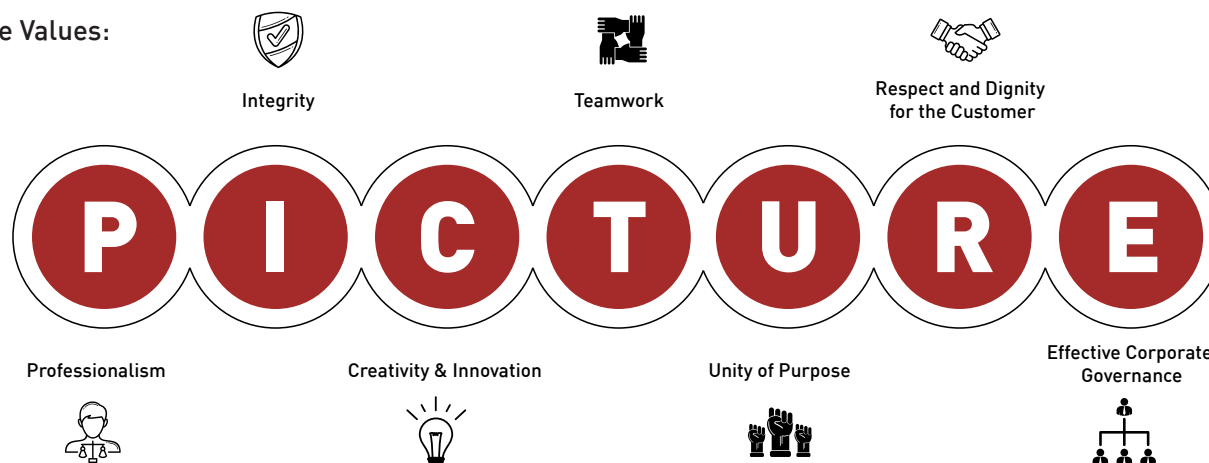 e Values:
Integrity
Teamwork
Respect and Dignity
for the Customer
P I C T U R E
Professionalism
Creativity & Innovation
Unity of Purpose
Effective Corporate
Governance